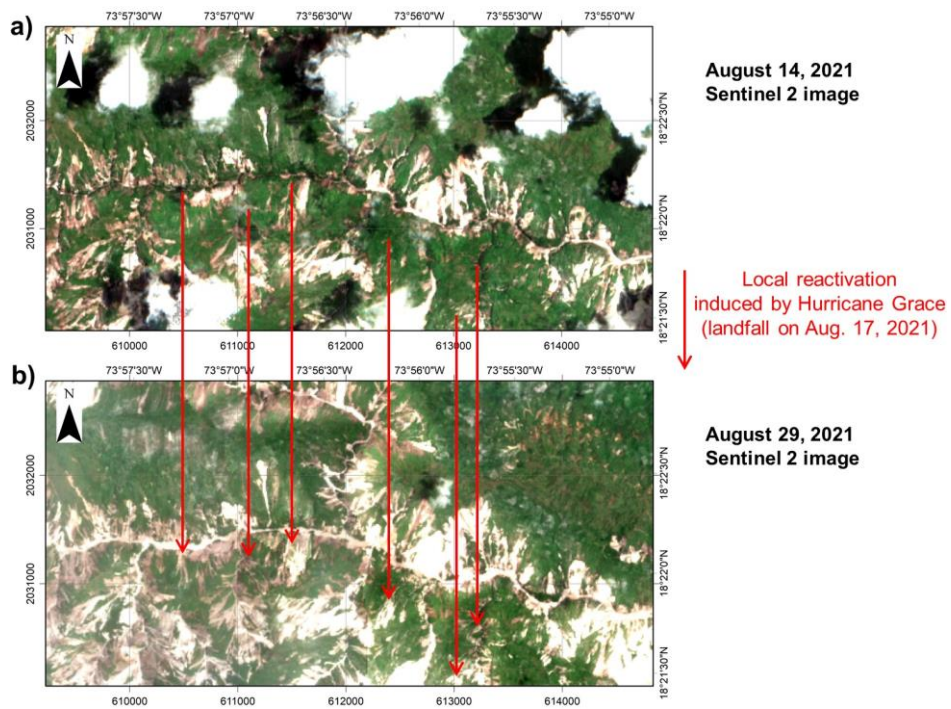 a)
73°57'30"W 73°57'0"W 73°56'30"W 73°56'0"W 73°55'30"W 73°55'0"W
N
2032000
2031000
18°22'30"N
18°22'0"N
18°21'30"N
610000 611000 612000 613000 614000
August 14, 2021
Sentinel 2 image
Local reactivation
induced by Hurricane Grace
(landfall on Aug. 17, 2021)
b)
73°57'30"W 73°57'0"W 73°56'30"W 73°56'0"W 73°55'30"W 73°55'0"W
N
2032000
2031000
18°22'30"N
18°22'0"N
18°21'30"N
610000 611000 612000 613000 614000
August 29, 2021
Sentinel 2 image